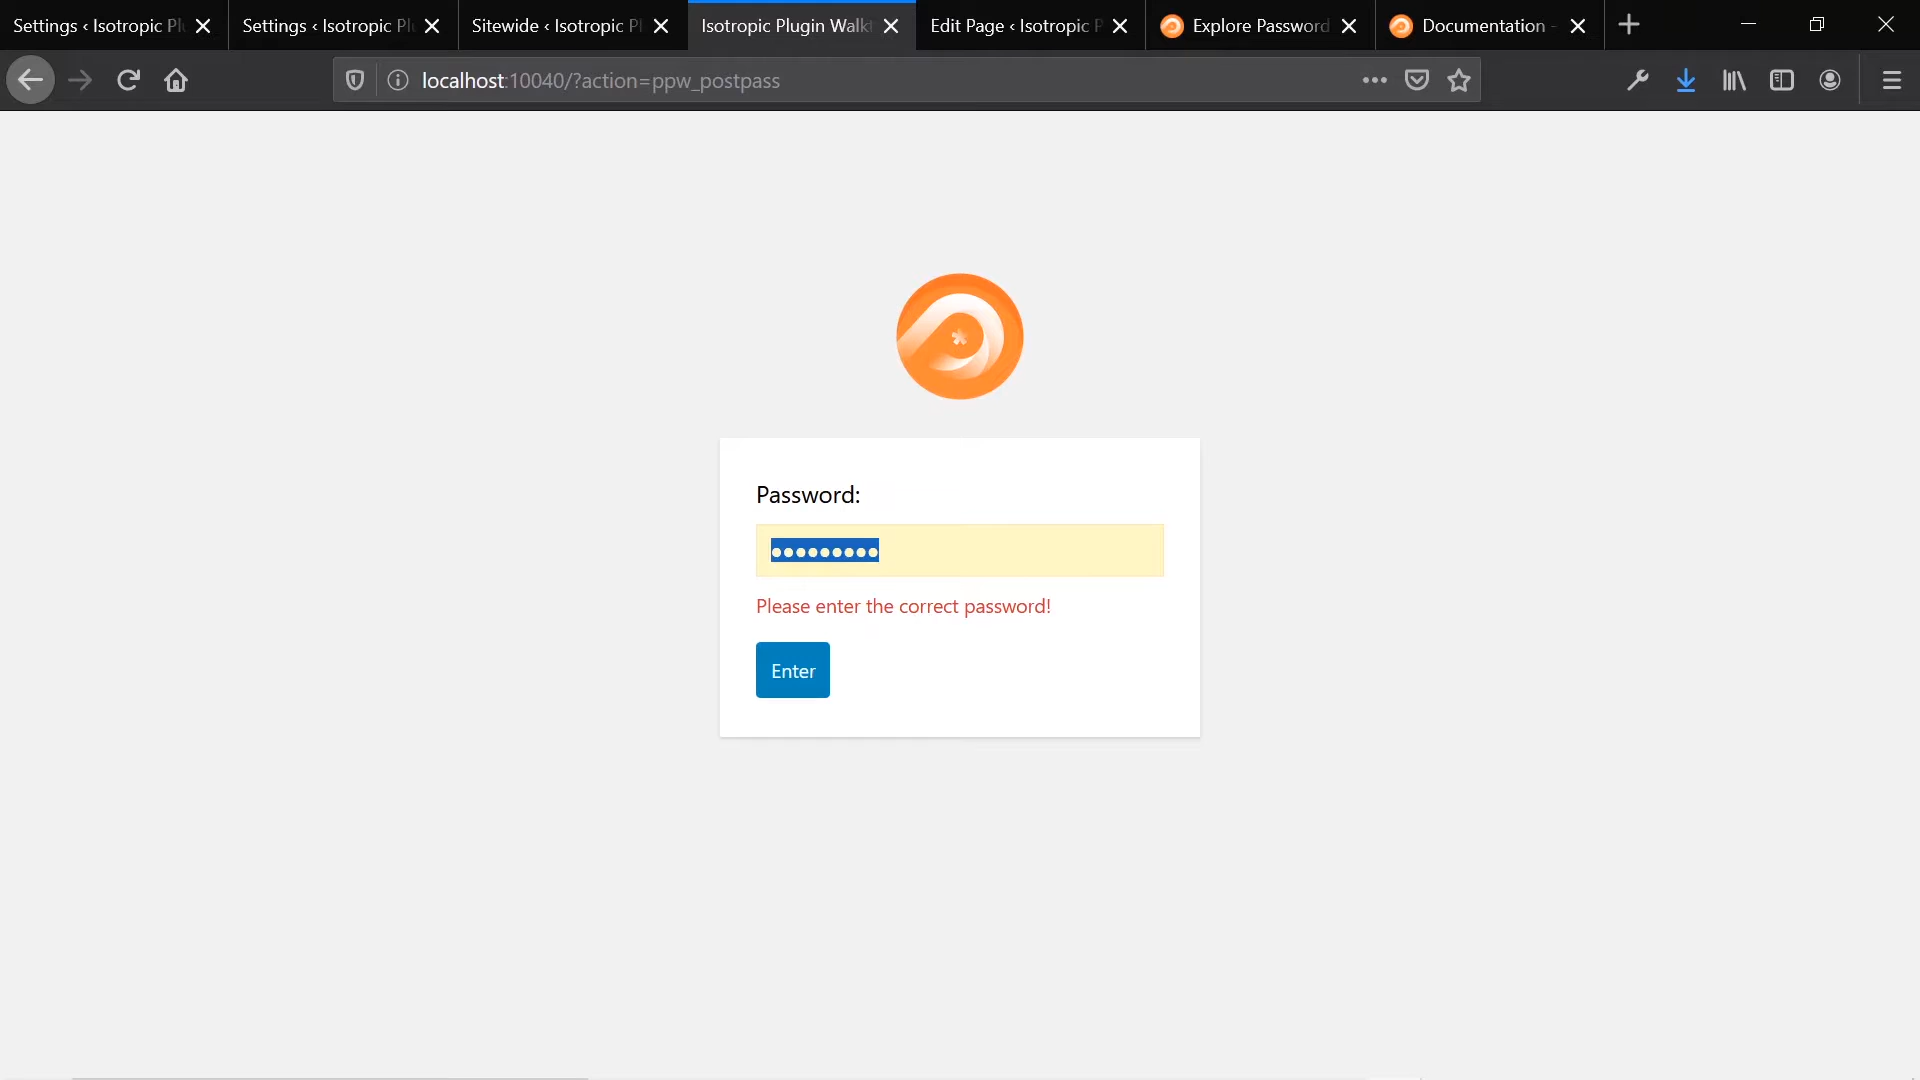 Settings ‹ Isotropic Pl
Settings ‹ Isotropic Pl
Sitewide ‹ Isotropic Pl
Isotropic Plugin Walkt
Edit Page ‹ Isotropic P
Explore Password
Documentation -
localhost:10040/?action=ppw_postpass
Password:
Please enter the correct password!
Enter